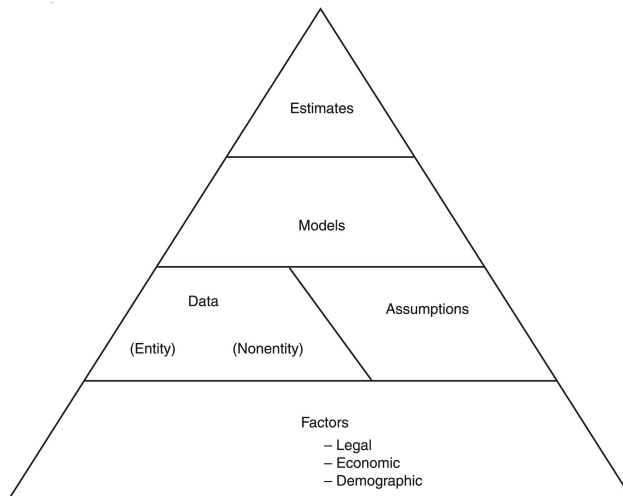 Estimates
Models
Data
Assumptions
(Entity) (Nonentity)
Factors
– Legal
– Economic
– Demographic